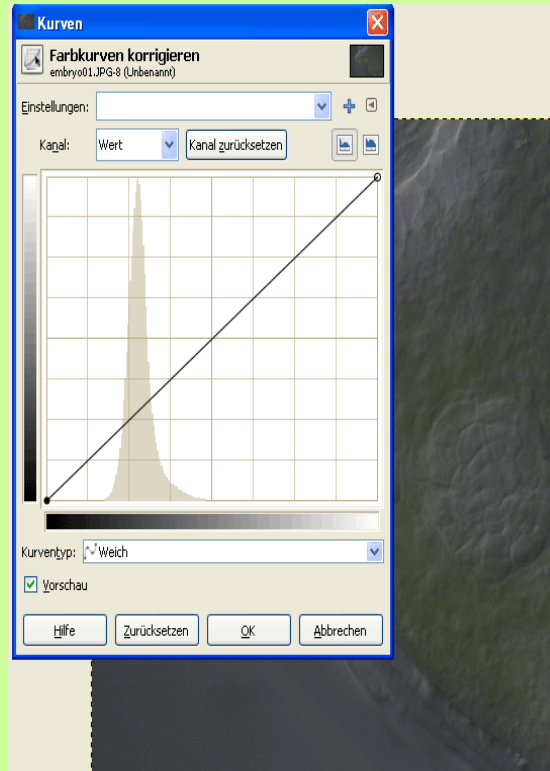 Kurven
Farbkurven korrigieren
embryo01.JPG-8 (Unbenannt)
Einstellungen:
Kanal: Wert Kanal zurücksetzen
Kurventyp: Weich
Vorschau
Hilfe Zurücksetzen OK Abbrechen